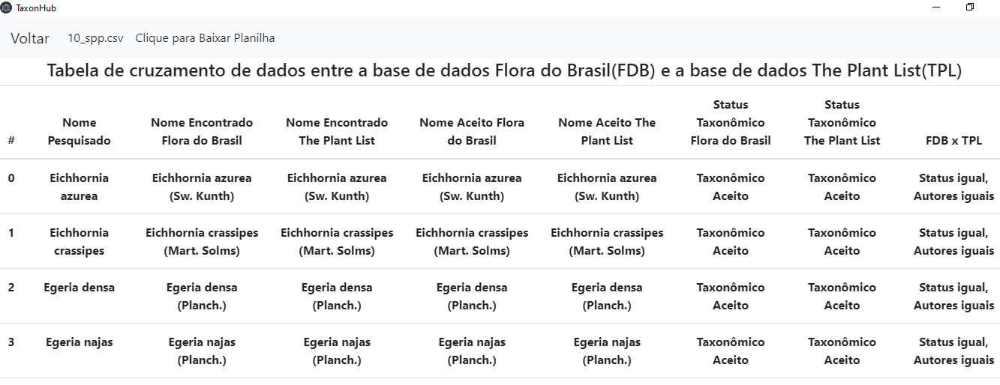 TaxonHub
Voltar 10_spp.csv Clique para Baixar Planilha
Tabela de cruzamento de dados entre a base de dados Flora do Brasil(FDB) e a base de dados The Plant List(TPL)
Status Status
Nome Nome Encontrado Nome Encontrado Nome Aceito Flora Nome Aceito The Taxonômico Taxonômico
# Pesquisado Flora do Brasil The Plant List do Brasil Plant List Flora do Brasil The Plant List FDB x TPL
0 Eichhornia Eichhornia azurea Eichhornia azurea Eichhornia azurea Eichhornia azurea Taxonômico Taxonômico Status igual,
azurea (Sw. Kunth) (Sw. Kunth) (Sw. Kunth) (Sw. Kunth) Aceito Aceito Autores iguais
1 Eichhornia Eichhornia crassipes Eichhornia crassipes Eichhornia crassipes Eichhornia crassipes Taxonômico Taxonômico Status igual,
crassipes (Mart. Solms) (Mart. Solms) (Mart. Solms) (Mart. Solms) Aceito Aceito Autores iguais
2 Egeria densa Egeria densa Egeria densa Egeria densa Egeria densa Taxonômico Taxonômico Status igual,
(Planch.) (Planch.) (Planch.) (Planch.) Aceito Aceito Autores iguais
3 Egeria najas Egeria najas Egeria najas Egeria najas Egeria najas Taxonômico Taxonômico Status igual,
(Planch.) (Planch.) (Planch.) (Planch.) Aceito Aceito Autores iguais